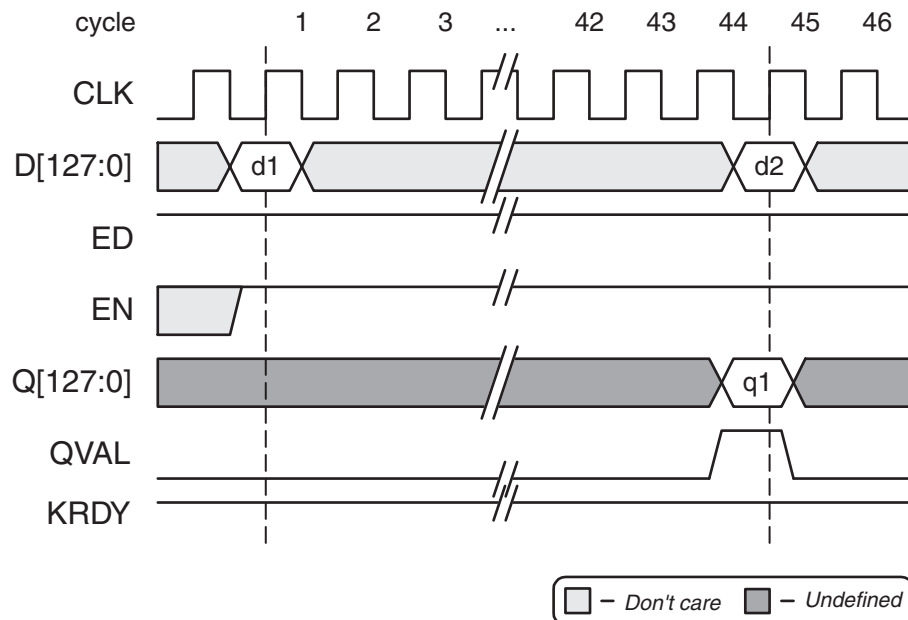 cycle 1 2 3 ... 42 43 44 45 46
CLK
D[127:0] d1 d2
ED
EN
Q[127:0] q1
QVAL
KRDY
– Don't care – Undefined